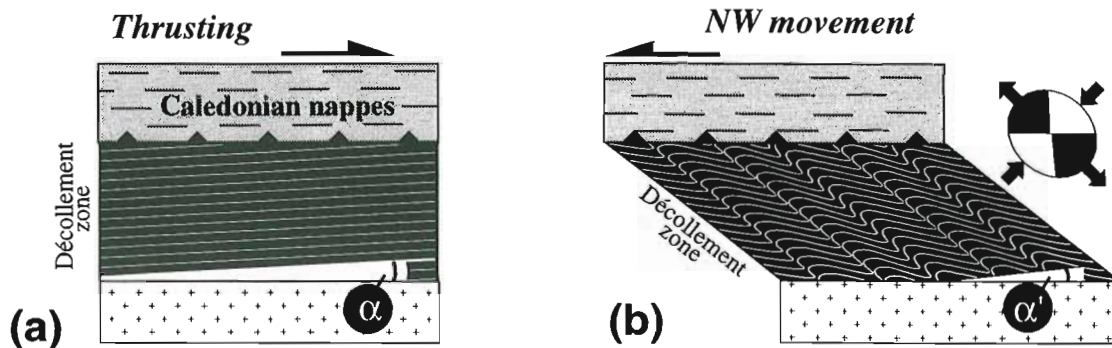 Thrusting
Caledonian nappes
Décollement
zone
α
(a)
NW movement
Décollement
zone
α'
(b)